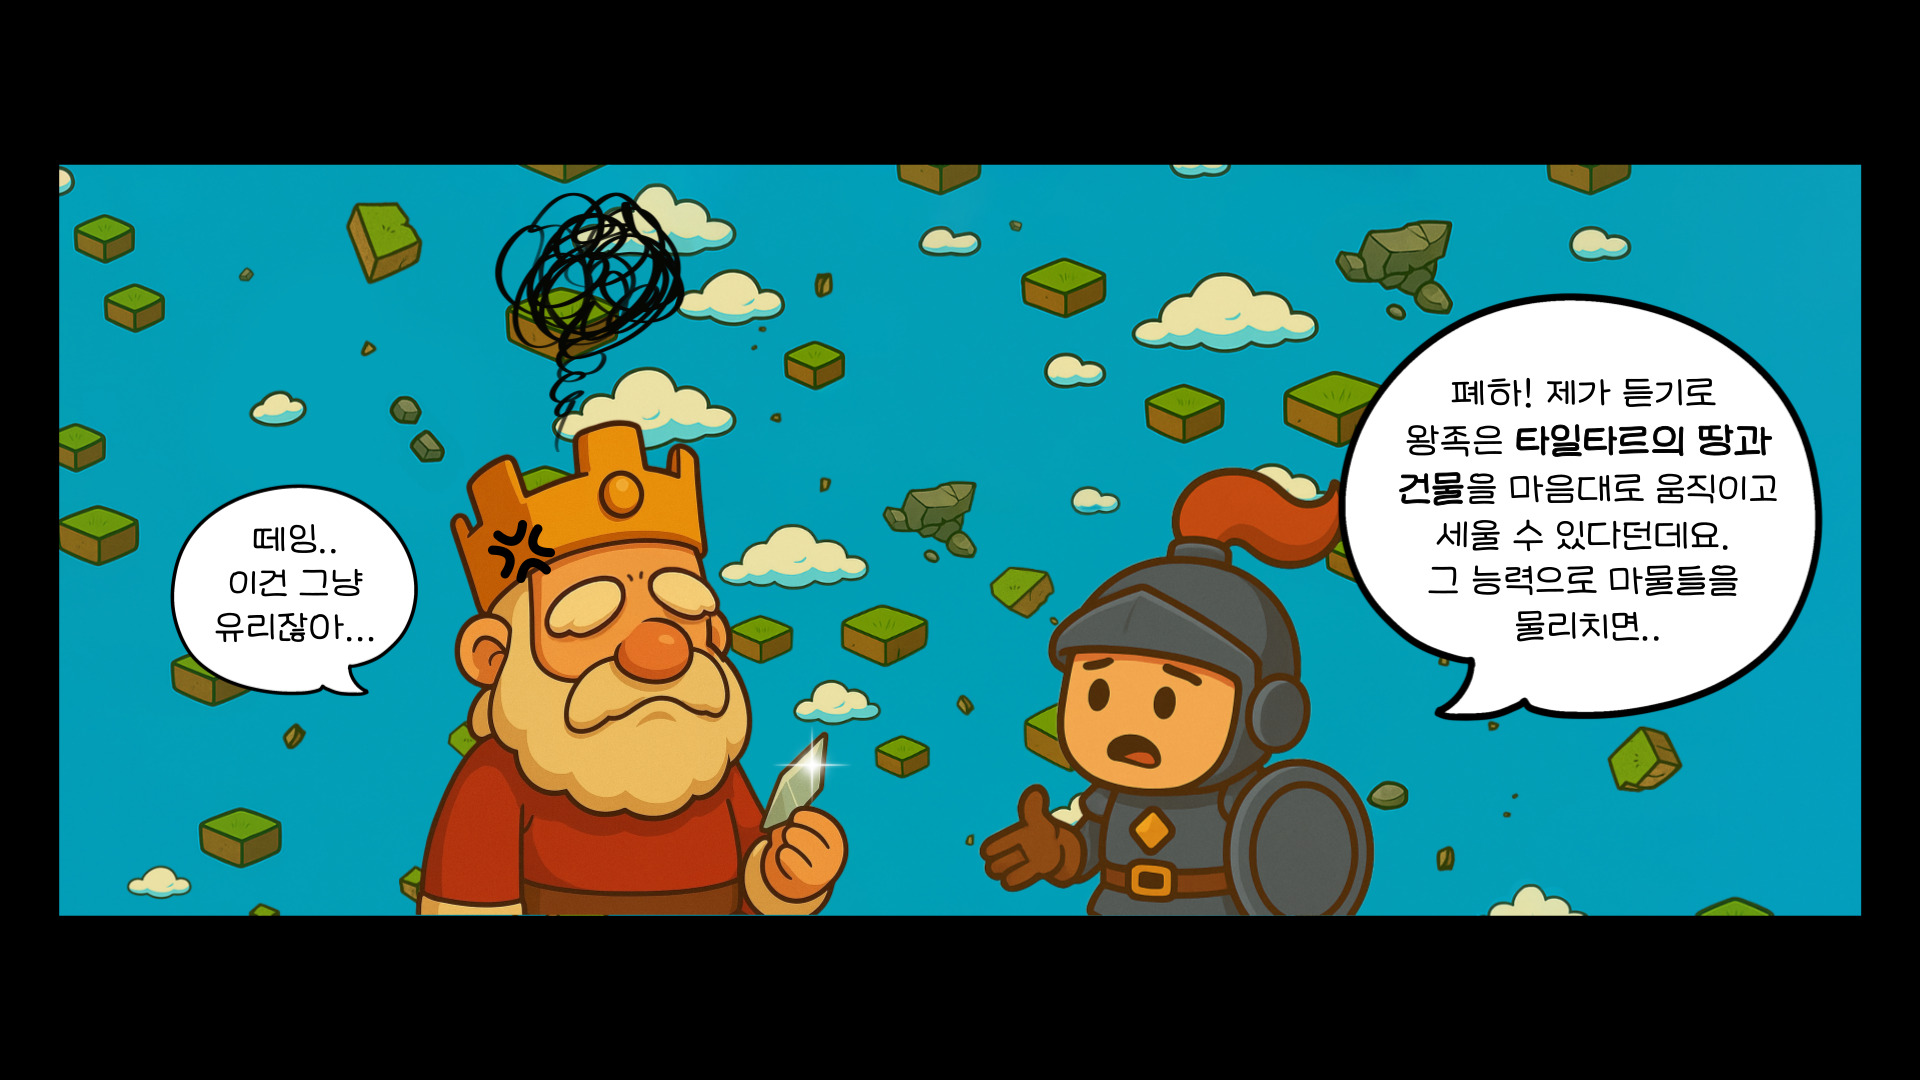 떼잉..
이건 그냥
유리잖아...
폐하! 제가 듣기로
왕족은 타일타르의 땅과
건물을 마음대로 움직이고
세울 수 있다던데요.
그 능력으로 마물들을
물리치면..